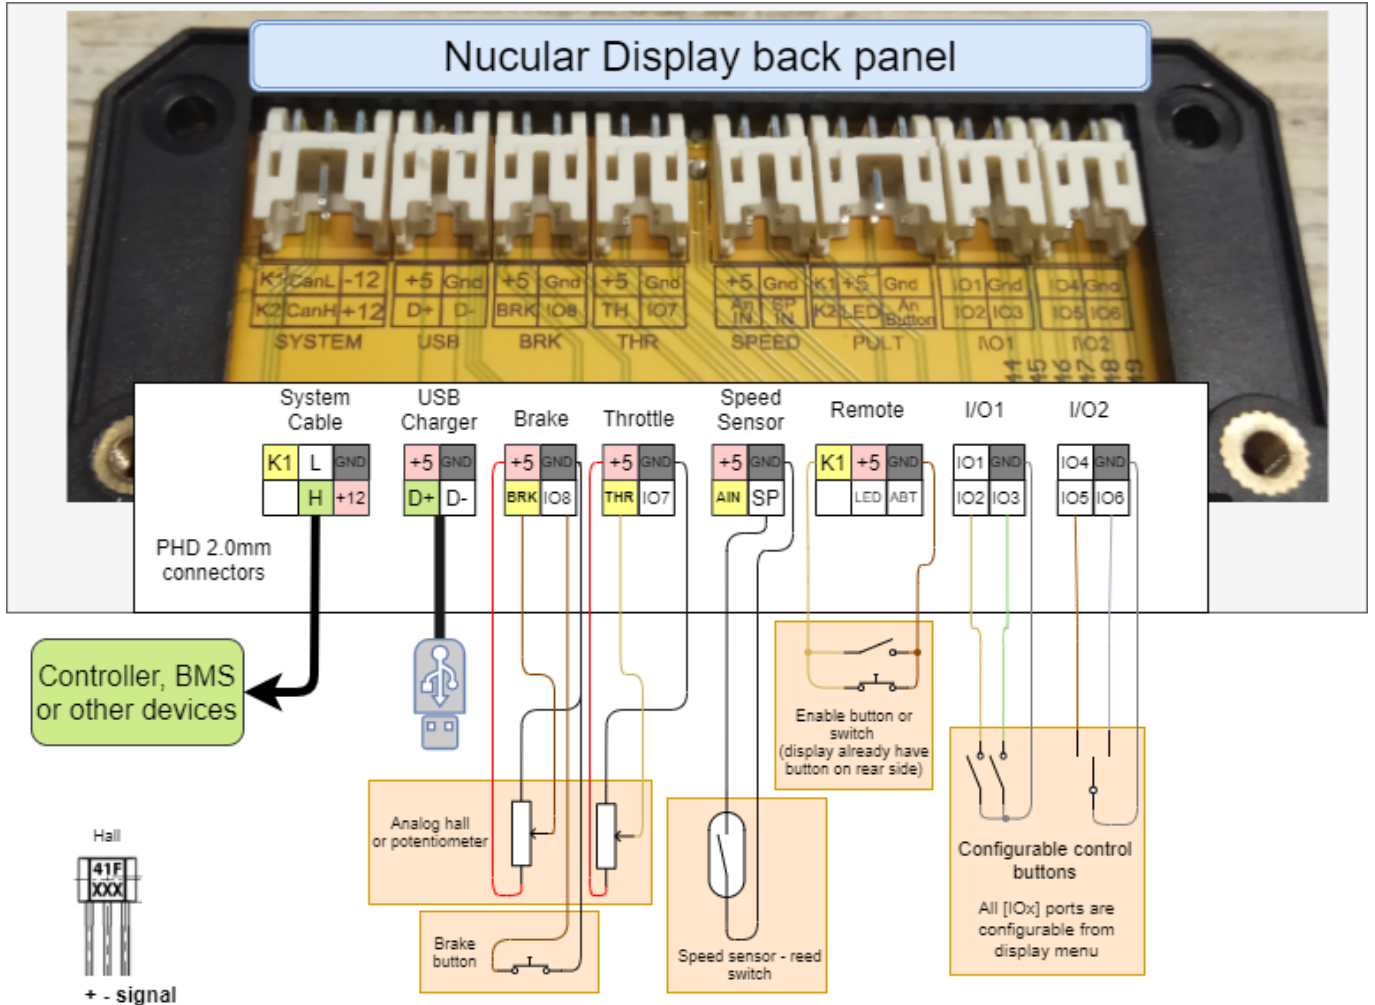 Nucular Display back panel
K1 CanL -12
K2 CanH +12
SYSTEM
+5 Gnd
D+ D-
USB
+5 Gnd
BRK IO8
BRK
+5 Gnd
TH IO7
THR
+5 Gnd
An IN SP IN
SPEED
K1 +5 Gnd
K2 LED An Button
PULT
IO1 Gnd
IO2 IO3
I\O1
IO4 Gnd
IO5 IO6
I\O2
System
Cable
K1 L GND
H +12
USB
Charger
+5 GND
D+ D-
Brake
+5 GND
BRK IO8
Throttle
+5 GND
THR IO7
Speed
Sensor
+5 GND
AIN SP
Remote
K1 +5 GND
LED ABT
I/O1
IO1 GND
IO2 IO3
I/O2
IO4 GND
IO5 IO6
PHD 2.0mm
connectors
Controller, BMS
or other devices
Enable button or
switch
(display already have
button on rear side)
Analog hall
or potentiometer
Brake
button
Speed sensor - reed
switch
Configurable control
buttons
All [IOx] ports are
configurable from
display menu
Hall
41F
XXX
+ - signal